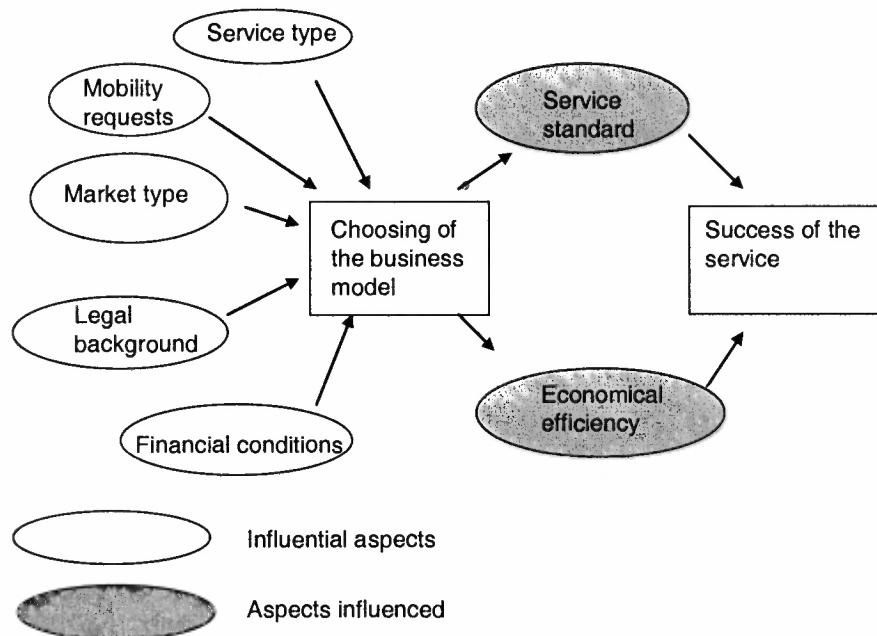 Service type
Mobility
requests
Market type
Legal
background
Financial conditions
Choosing of
the business
model
Service
standard
Economical
efficiency
Success of the
service
Influential aspects
Aspects influenced